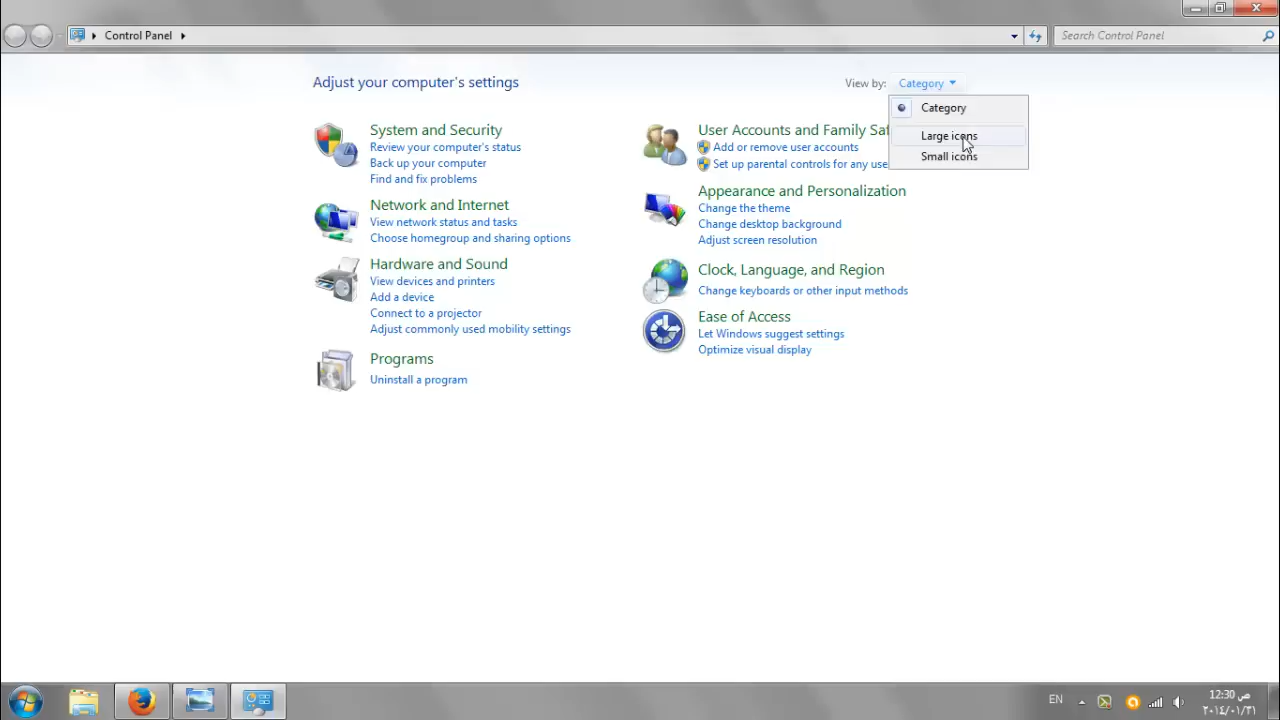 Control Panel
Search Control Panel
Adjust your computer's settings
View by: Category
Category
Large icons
Small icons
System and Security
Review your computer's status
Back up your computer
Find and fix problems
Network and Internet
View network status and tasks
Choose homegroup and sharing options
Hardware and Sound
View devices and printers
Add a device
Connect to a projector
Adjust commonly used mobility settings
Programs
Uninstall a program
User Accounts and Family Saf
Add or remove user accounts
Set up parental controls for any use
Appearance and Personalization
Change the theme
Change desktop background
Adjust screen resolution
Clock, Language, and Region
Change keyboards or other input methods
Ease of Access
Let Windows suggest settings
Optimize visual display
EN
12:30 ص
٢٠١٤/٠١/٣١